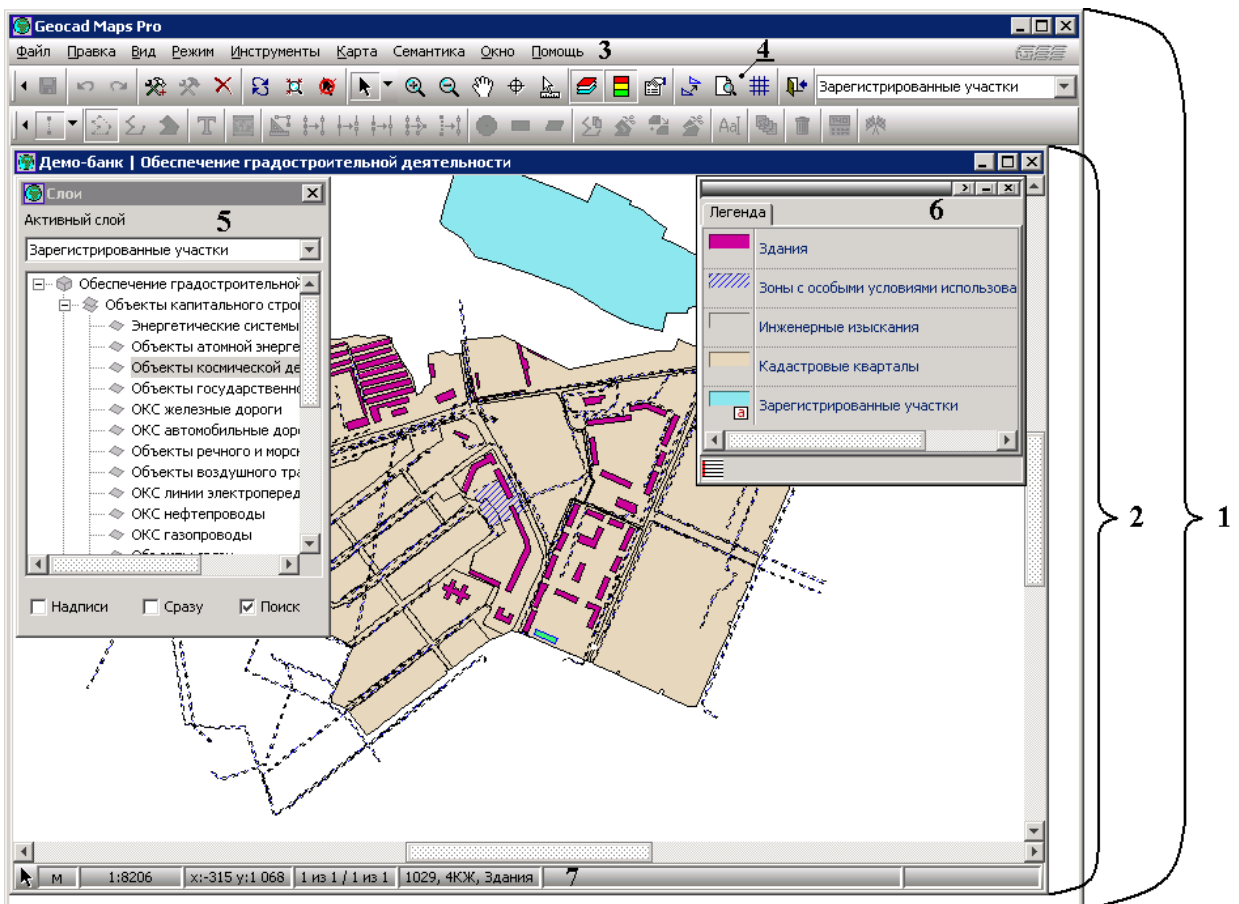 Geocad Maps Pro
Файл Правка Вид Режим Инструменты Карта Семантика Окно Помощь 3
4
Зарегистрированные участки
T Aa
Демо-банк | Обеспечение градостроительной деятельности
Слои
Активный слой 5
Зарегистрированные участки
Обеспечение градостроительной
Объекты капитального строи
Энергетические системы
Объекты атомной энерге
Объекты космической де
Объекты государственно
ОКС железные дороги
ОКС автомобильные доро
Объекты речного и морск
Объекты воздушного тра
ОКС линии электроперед
ОКС нефтепроводы
ОКС газопроводы
Надписи Сразу Поиск
6
Легенда
Здания
Зоны с особыми условиями использова
Инженерные изыскания
Кадастровые кварталы
a Зарегистрированные участки
2
1
м 1:8206 x:-315 y:1 068 1 из 1 / 1 из 1 1029, 4КЖ, Здания 7